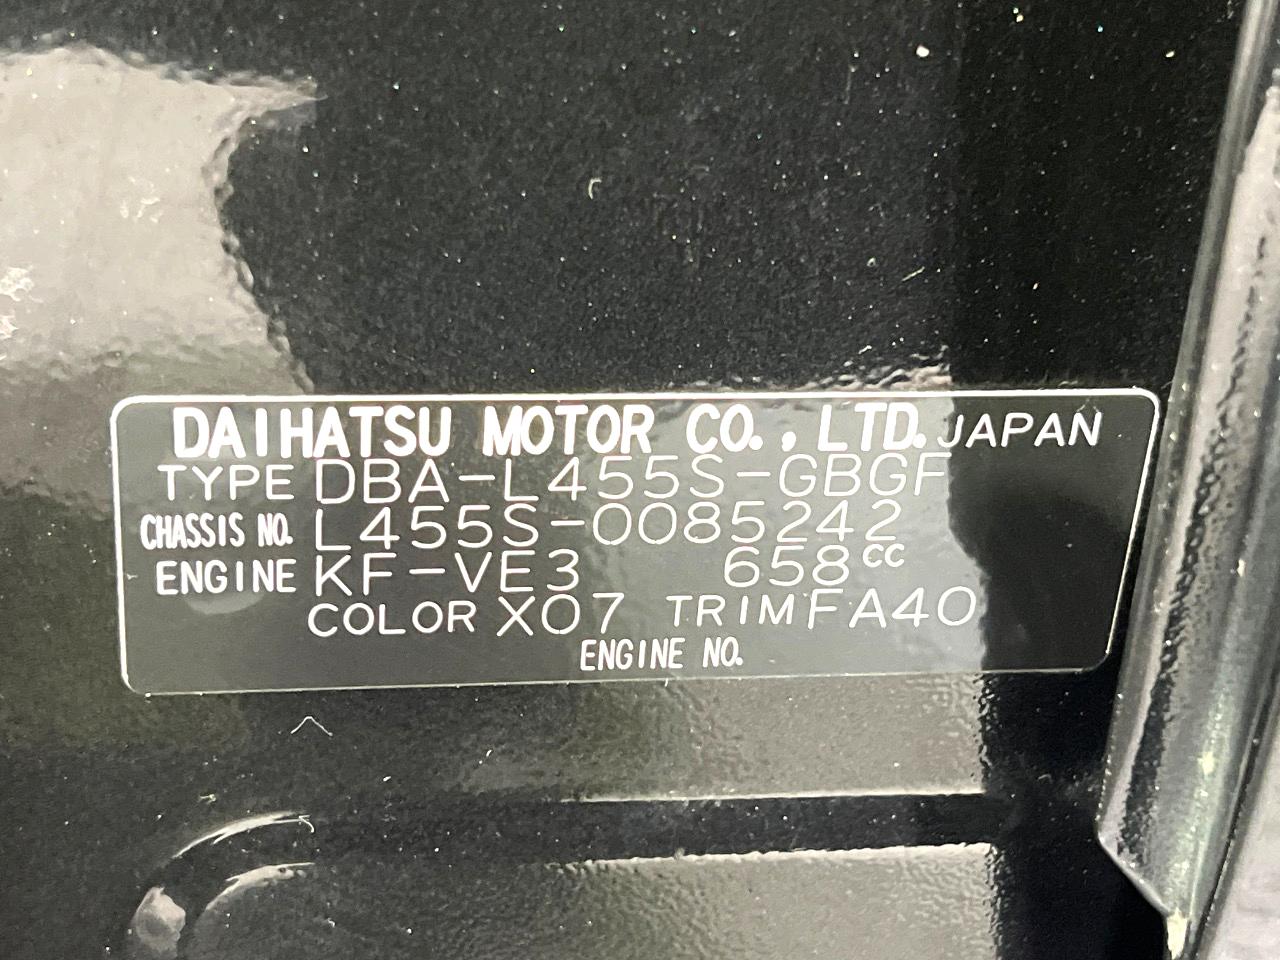 DAIHATSU MOTOR CO., LTD. JAPAN
TYPE DBA-L455S-GBGF
CHASSIS NO. L455S-0085242
ENGINE KF-VE3 658cc
COLOR X07 TRIM FA40
ENGINE NO.